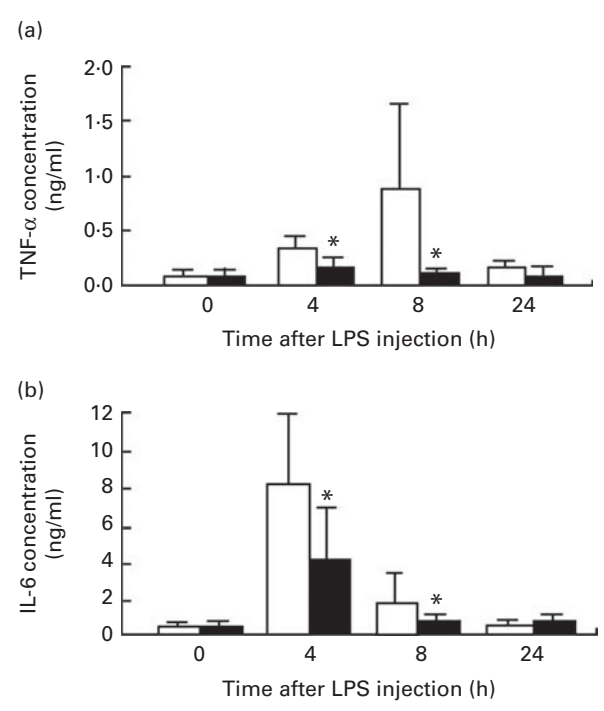 (a)
TNF-α concentration
(ng/ml)
2·0
1·5
1·0
0·5
0·0
*
*
0 4 8 24
Time after LPS injection (h)
(b)
IL-6 concentration
(ng/ml)
12
10
8
6
4
2
0
*
*
0 4 8 24
Time after LPS injection (h)